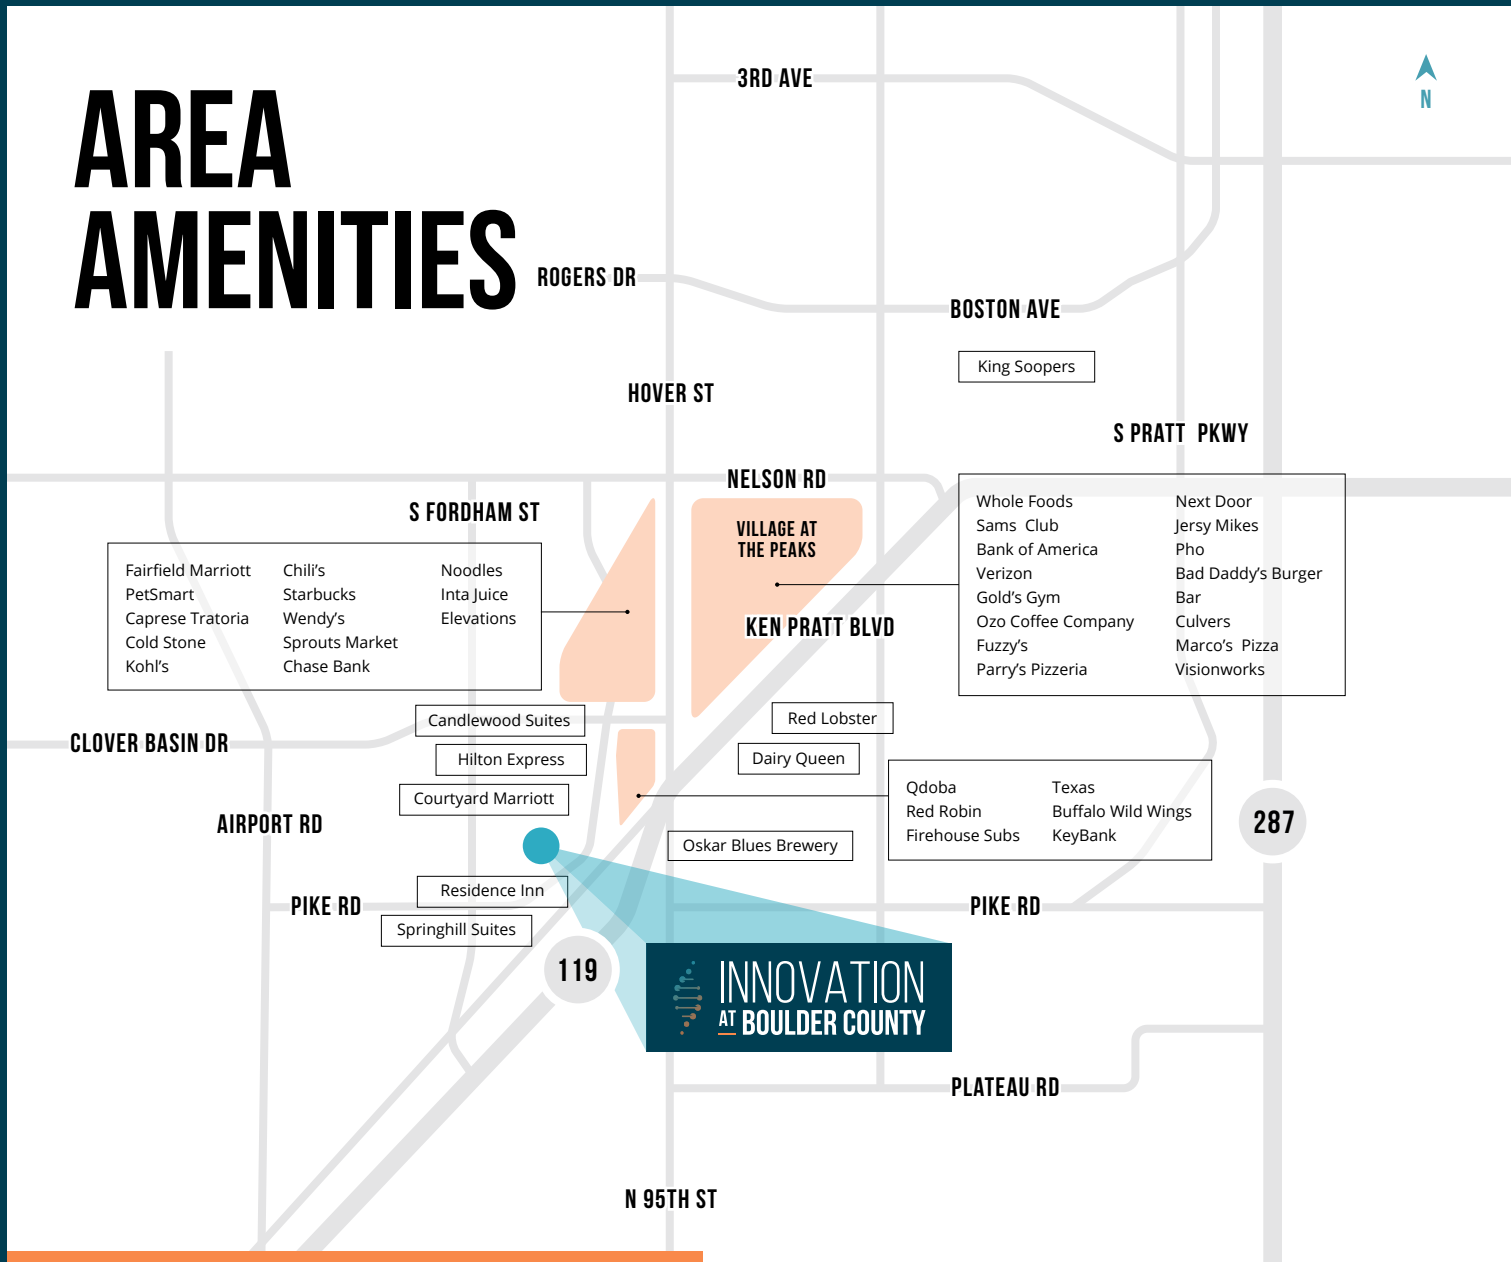 3RD AVE
N
AREA
AMENITIES
ROGERS DR
BOSTON AVE
King Soopers
HOVER ST
S PRATT PKWY
NELSON RD
S FORDHAM ST
VILLAGE AT
THE PEAKS
Whole Foods
Sams Club
Bank of America
Verizon
Gold's Gym
Ozo Coffee Company
Fuzzy's
Parry's Pizzeria
Next Door
Jersy Mikes
Pho
Bad Daddy's Burger
Bar
Culvers
Marco's Pizza
Visionworks
Fairfield Marriott
PetSmart
Caprese Tratoria
Cold Stone
Kohl's
Chili's
Starbucks
Wendy's
Sprouts Market
Chase Bank
Noodles
Inta Juice
Elevations
KEN PRATT BLVD
Candlewood Suites
Red Lobster
CLOVER BASIN DR
Hilton Express
Dairy Queen
Courtyard Marriott
Qdoba
Red Robin
Firehouse Subs
Texas
Buffalo Wild Wings
KeyBank
287
AIRPORT RD
Oskar Blues Brewery
Residence Inn
PIKE RD
PIKE RD
Springhill Suites
119
INNOVATION
AT BOULDER COUNTY
PLATEAU RD
N 95TH ST